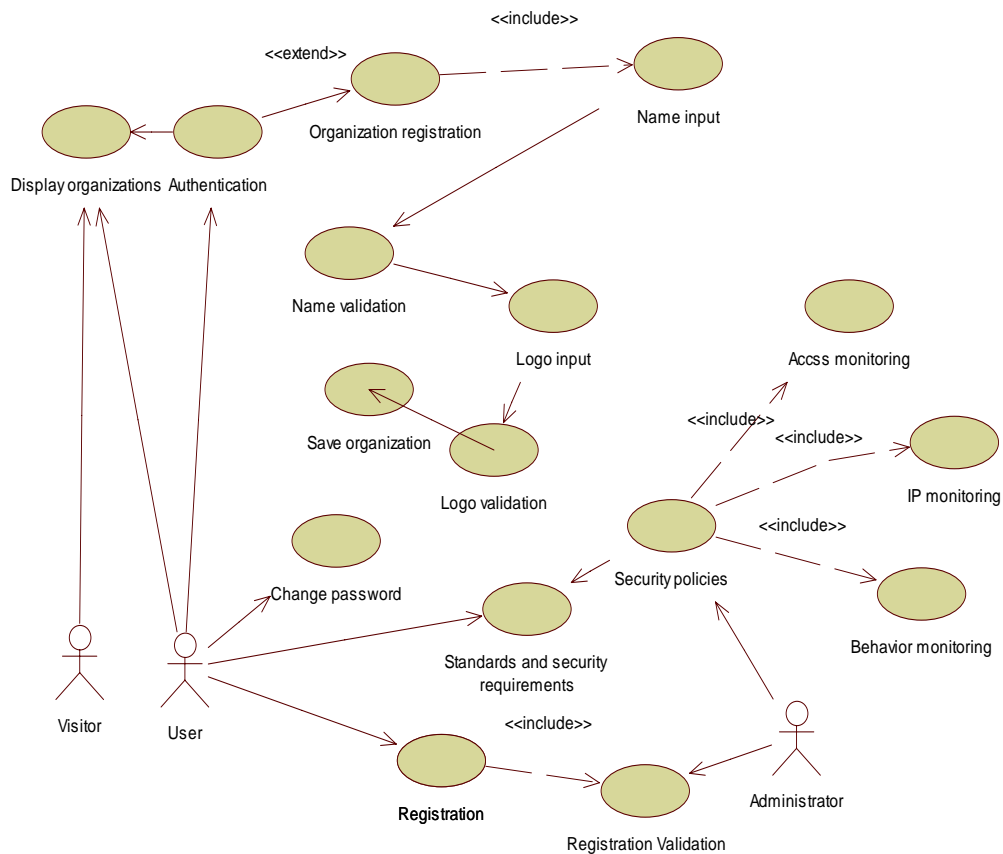 <<include>>
<<extend>>
Organization registration
Name input
Display organizations
Authentication
Name validation
Logo input
Accss monitoring
Save organization
<<include>>
<<include>>
Logo validation
IP monitoring
<<include>>
Security policies
Change password
Behavior monitoring
Standards and security
requirements
Visitor
User
<<include>>
Administrator
Registration
Registration Validation